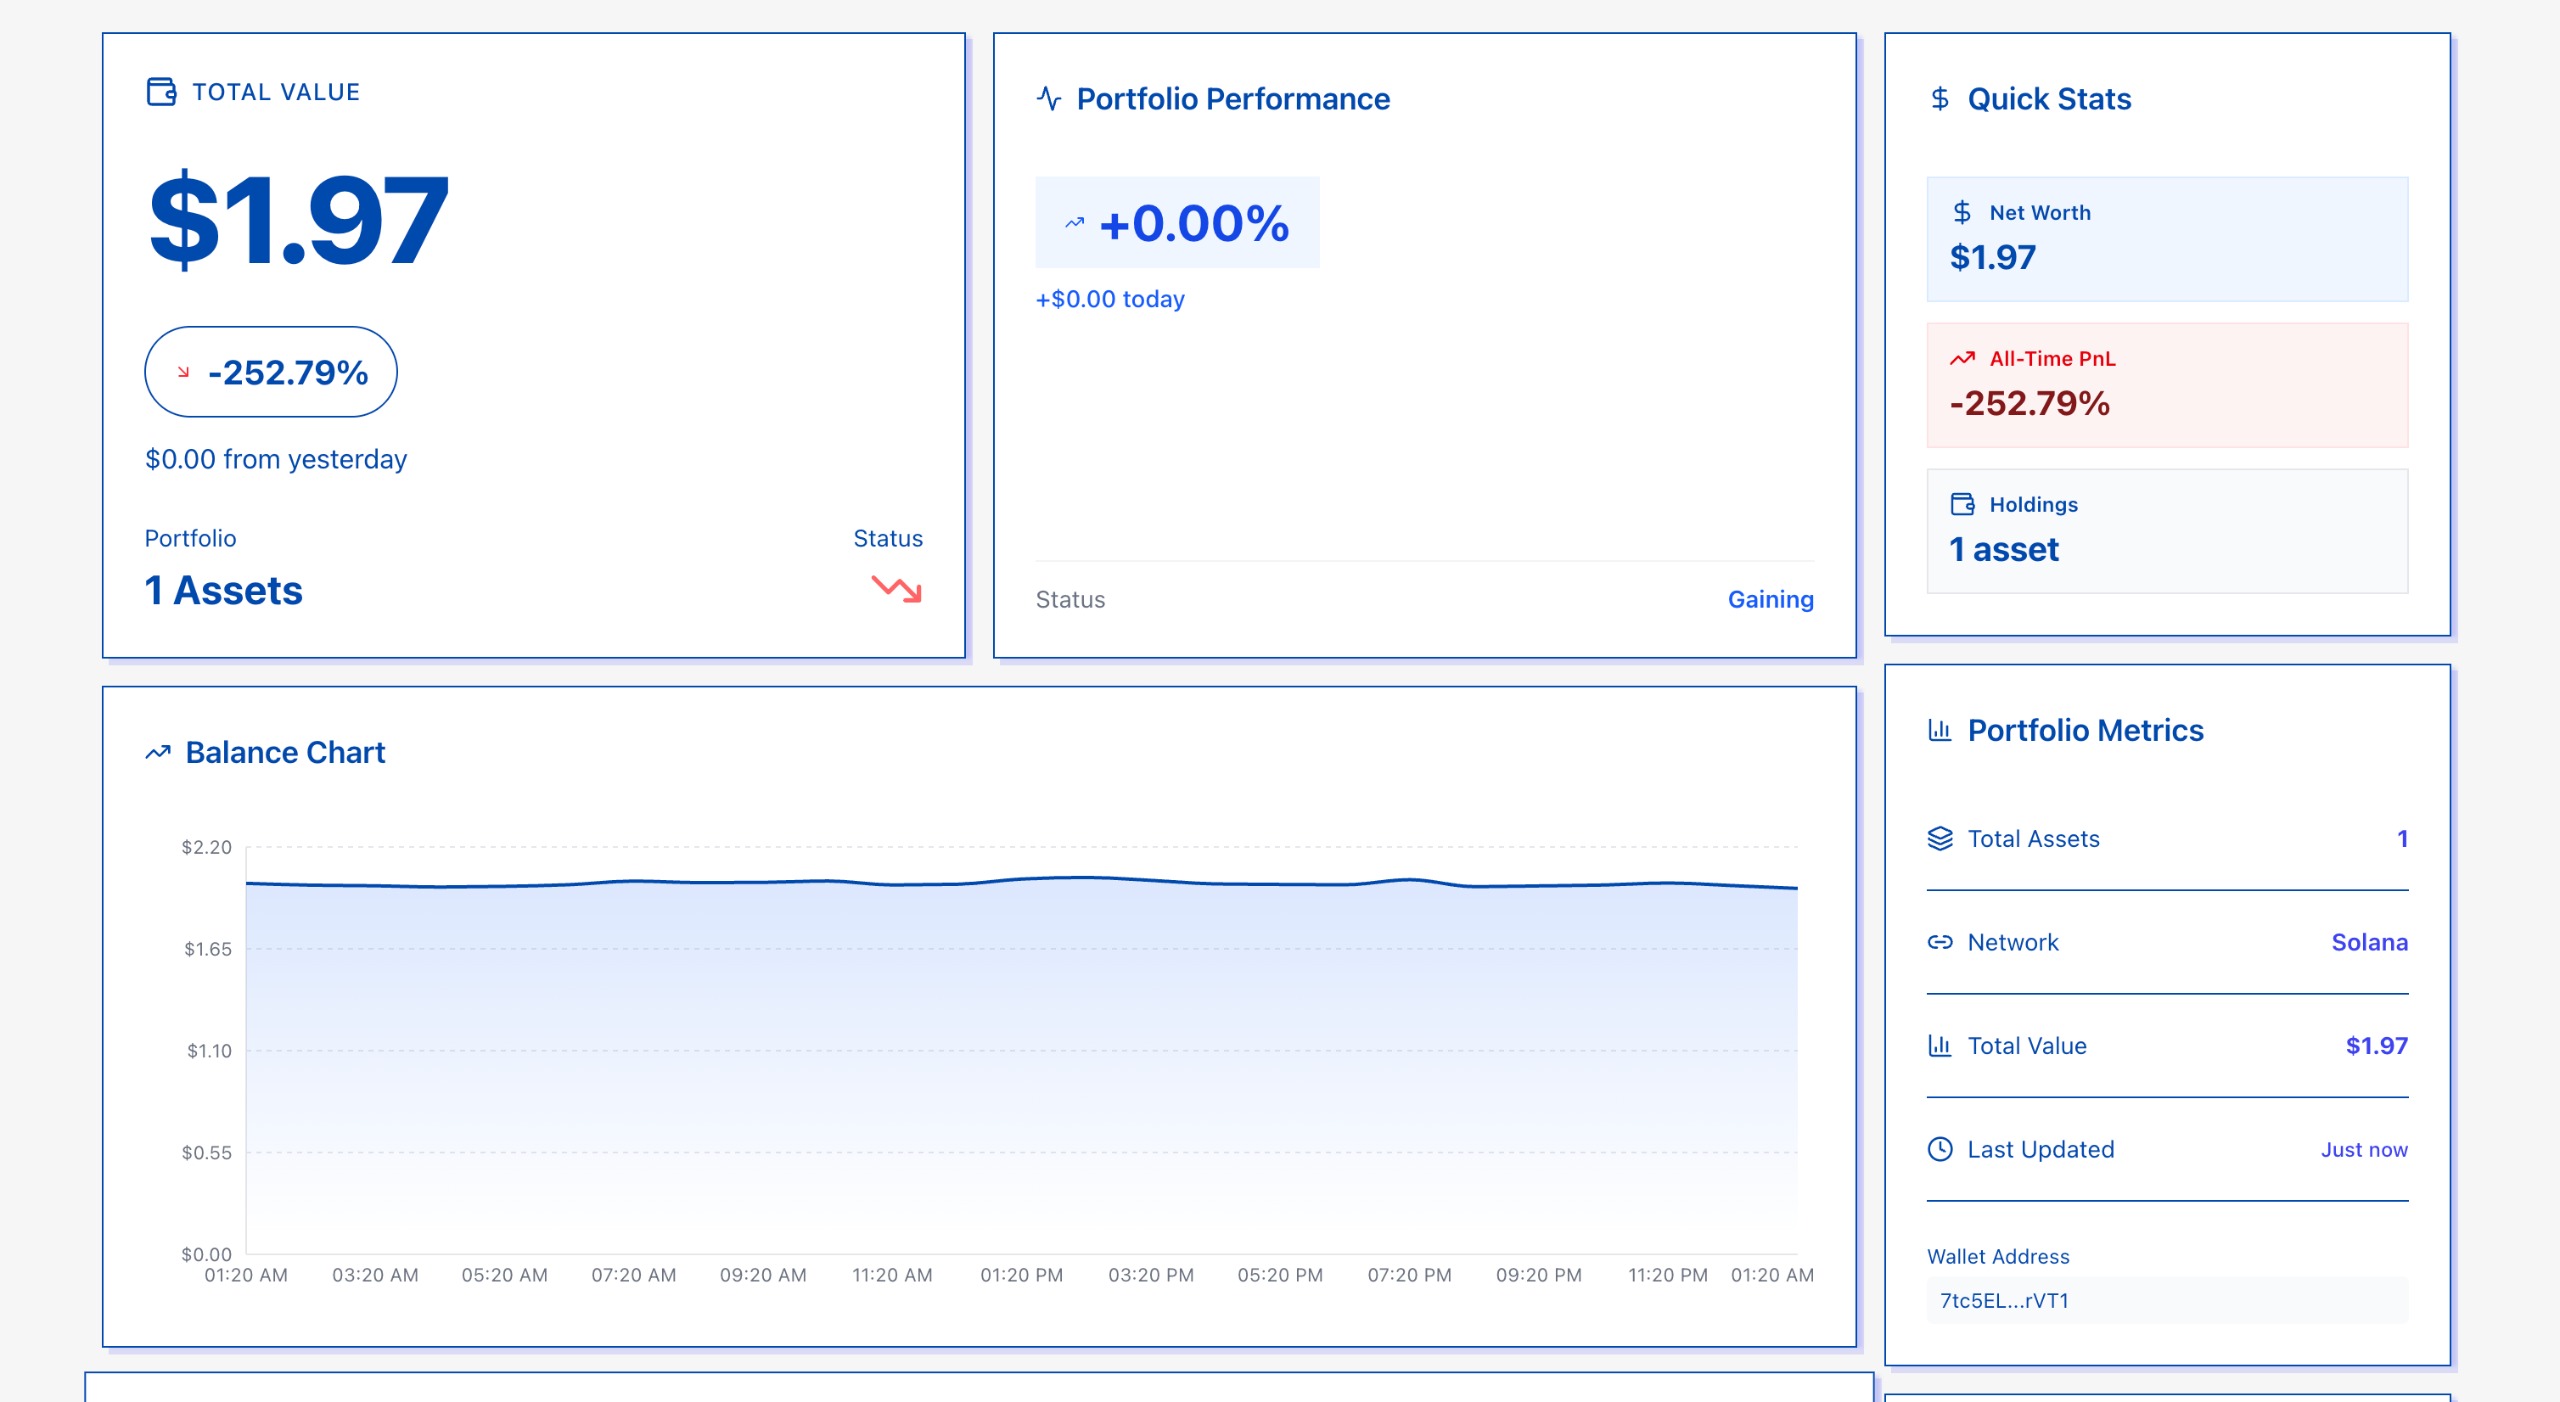 TOTAL VALUE
$1.97
-252.79%
$0.00 from yesterday
Portfolio
Status
1 Assets
Portfolio Performance
+0.00%
+$0.00 today
Status
Gaining
Quick Stats
Net Worth
$1.97
All-Time PnL
-252.79%
Holdings
1 asset
Balance Chart
$2.20
$1.65
$1.10
$0.55
$0.00
01:20 AM 03:20 AM 05:20 AM 07:20 AM 09:20 AM 11:20 AM 01:20 PM 03:20 PM 05:20 PM 07:20 PM 09:20 PM 11:20 PM 01:20 AM
Portfolio Metrics
Total Assets 1
Network Solana
Total Value $1.97
Last Updated Just now
Wallet Address
7tc5EL...rVT1